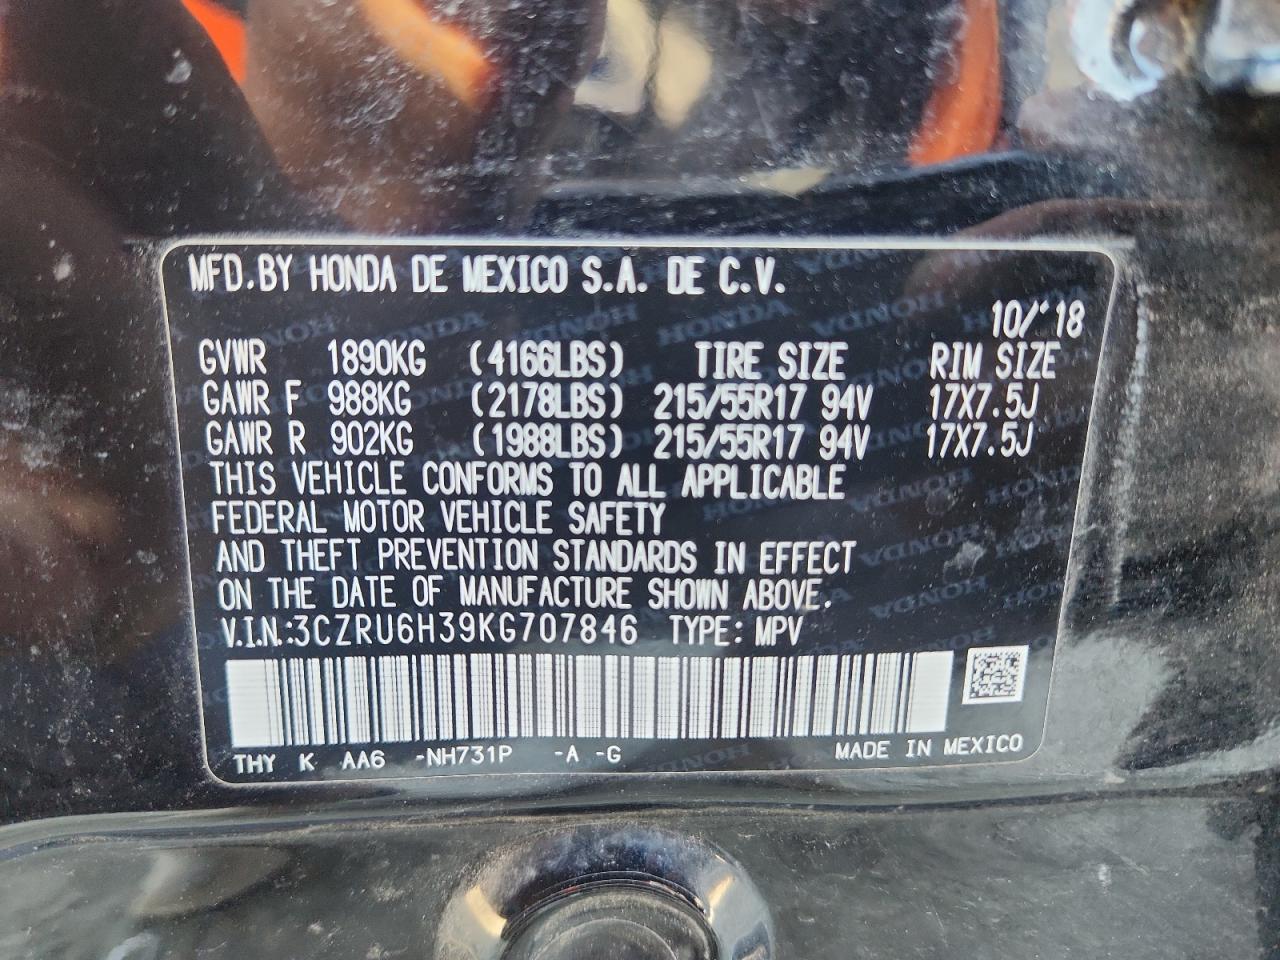 MFD.BY HONDA DE MEXICO S.A. DE C.V.
10/'18
GVWR 1890KG (4166LBS) TIRE SIZE RIM SIZE
GAWR F 988KG (2178LBS) 215/55R17 94V 17X7.5J
GAWR R 902KG (1988LBS) 215/55R17 94V 17X7.5J
THIS VEHICLE CONFORMS TO ALL APPLICABLE
FEDERAL MOTOR VEHICLE SAFETY
AND THEFT PREVENTION STANDARDS IN EFFECT
ON THE DATE OF MANUFACTURE SHOWN ABOVE.
V.I.N.:3CZRU6H39KG707846 TYPE: MPV
THY K AA6 -NH731P -A -G MADE IN MEXICO